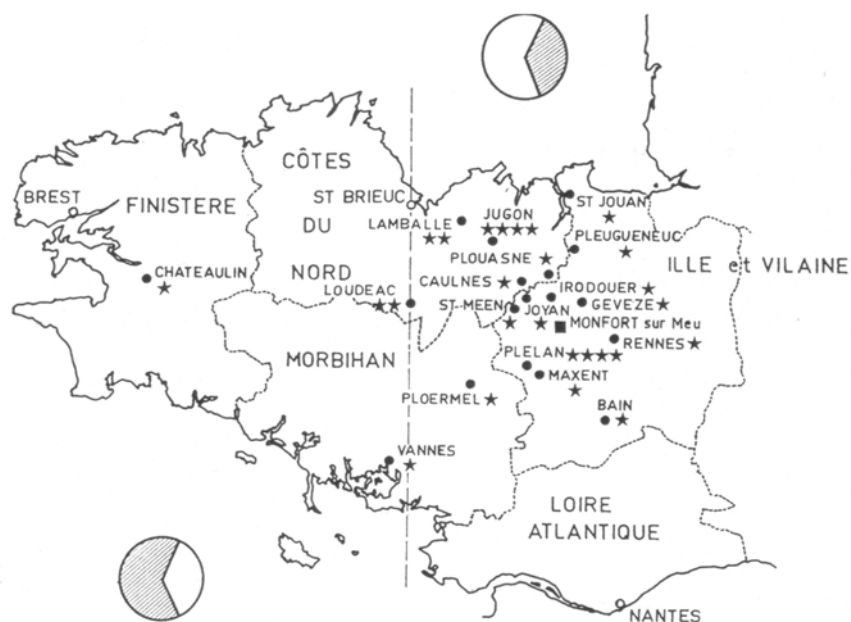 CÔTES
DU
NORD
BREST
FINISTERE
ST BRIEUC
LAMBALLE
JUGON
ST JOUAN
PLEUGUENEUC
PLOUASNE
ILLE et VILAINE
CHATEAULIN
CAULNES
IRODOUER
LOUDEAC
ST MEEN
JOYAN
GEVEZE
MONFORT sur Meu
MORBIHAN
RENNES
PLELAN
MAXENT
PLOERMEL
BAIN
VANNES
LOIRE
ATLANTIQUE
NANTES